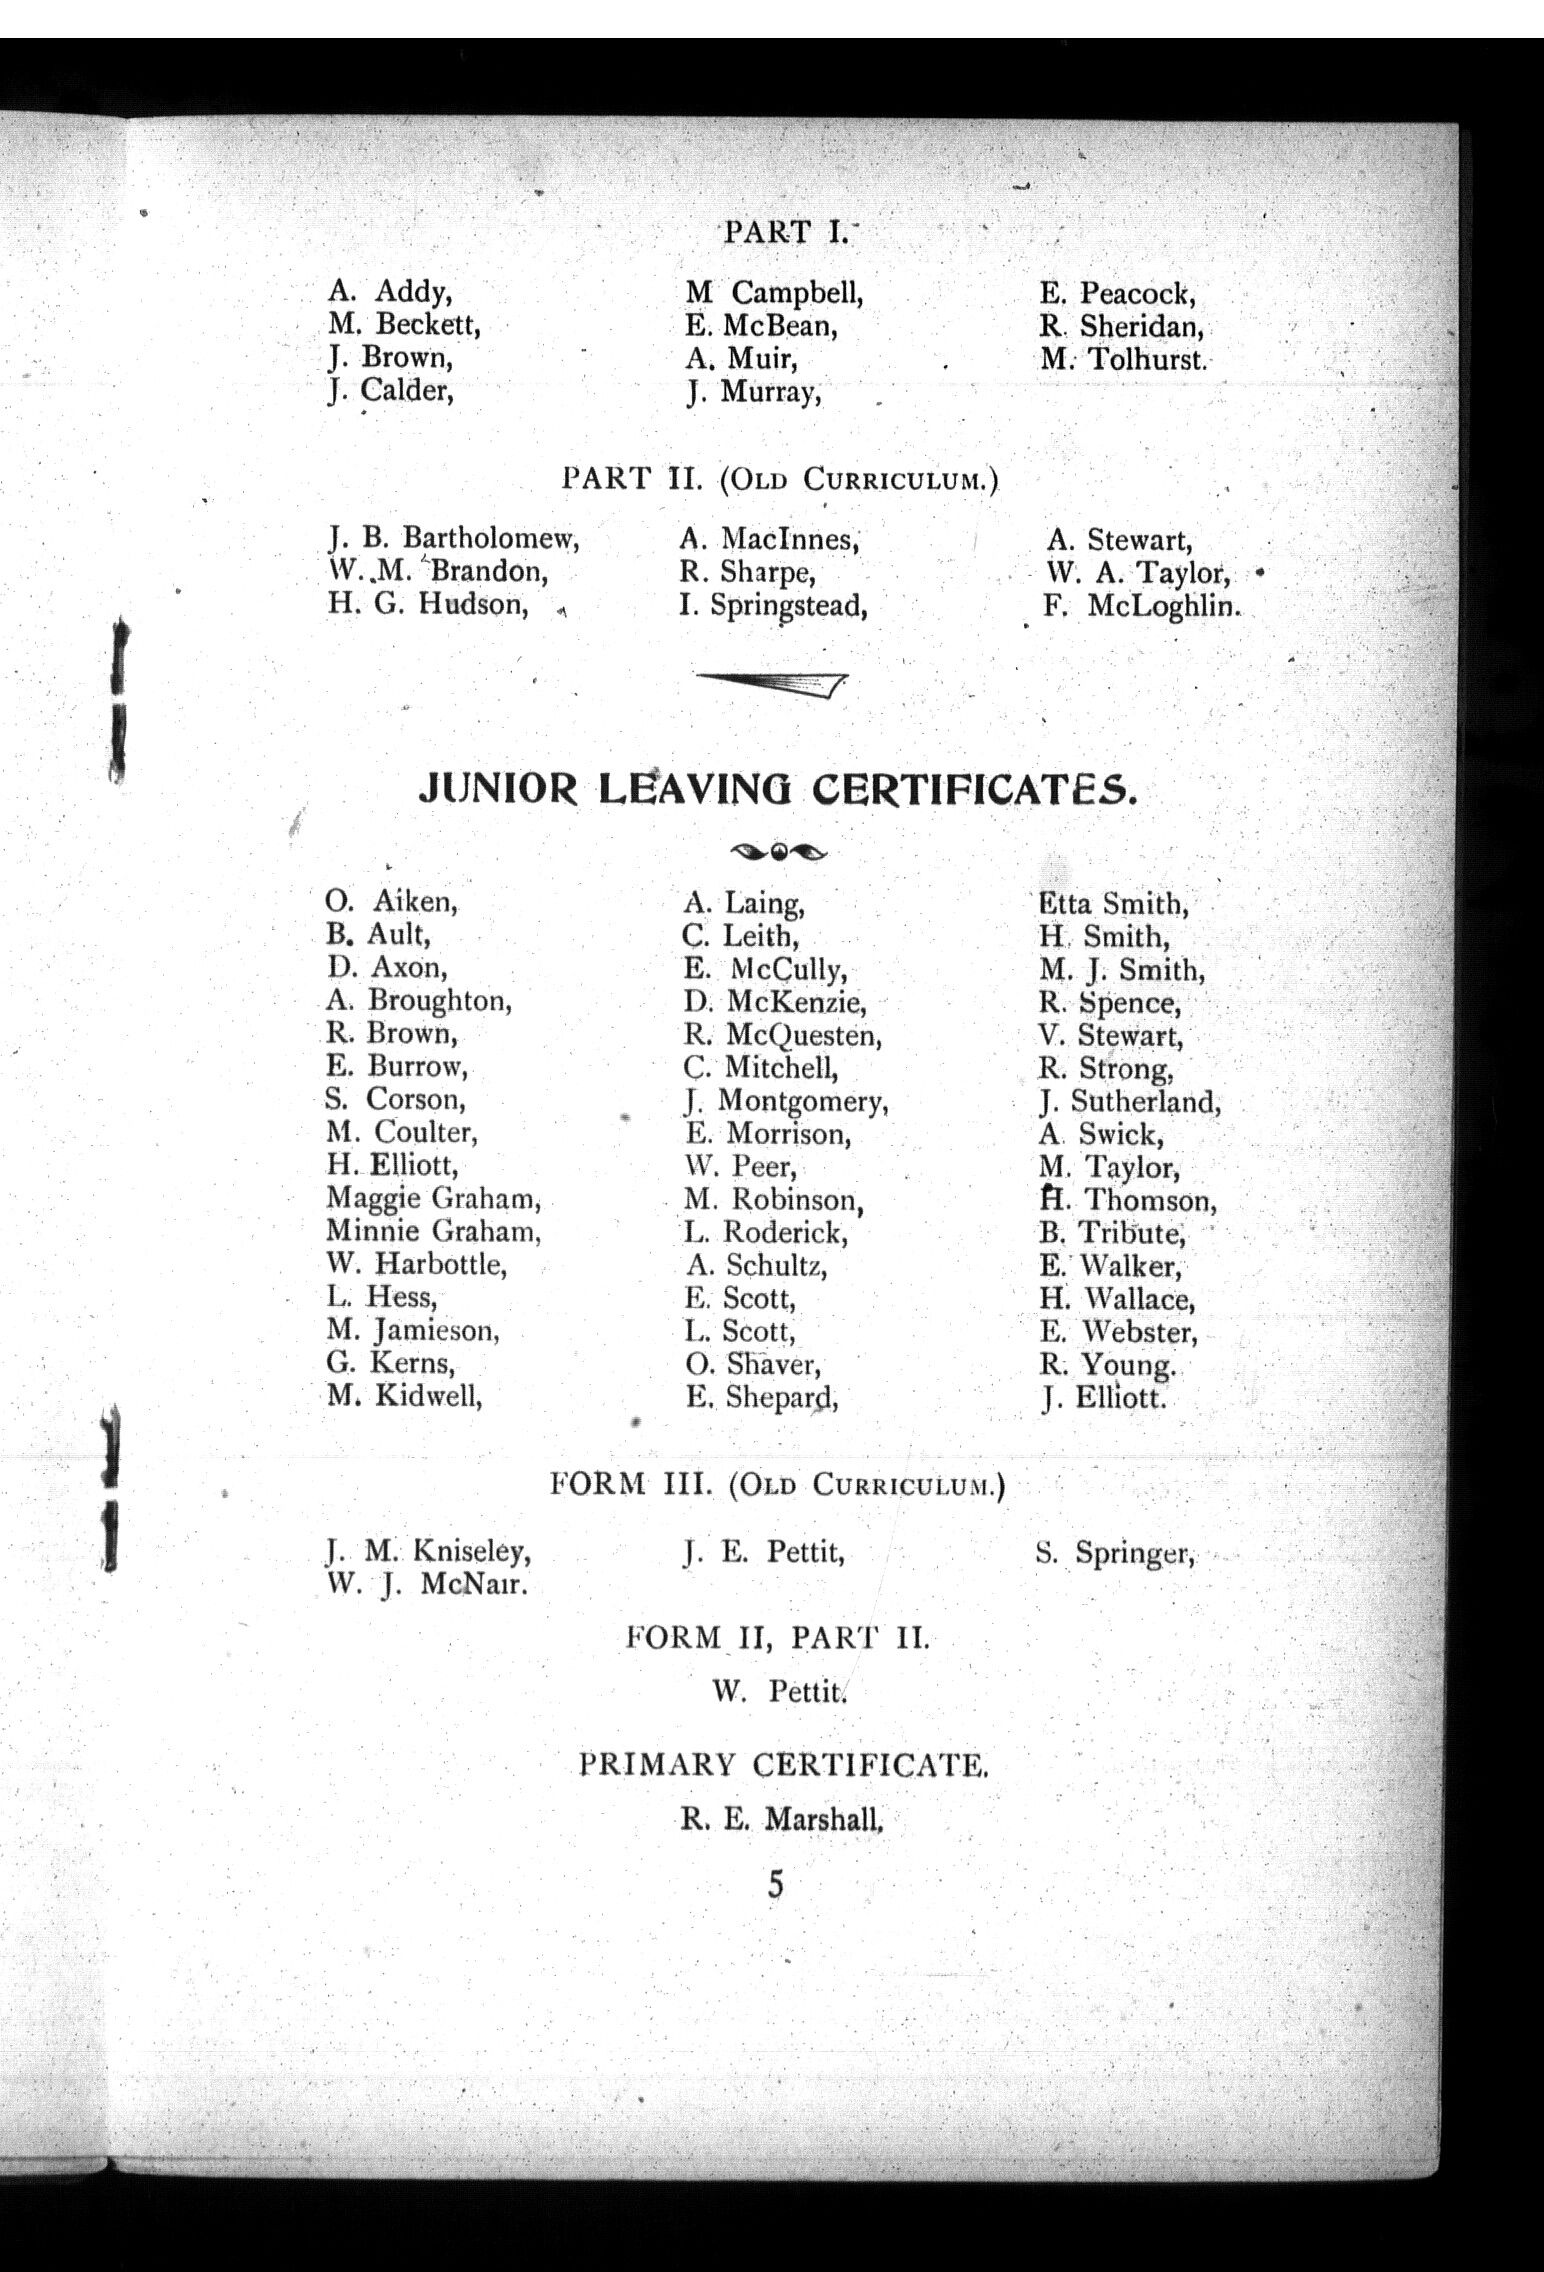 PART I.
A. Addy, M Campbell, E. Peacock,
M. Beckett, E. McBean, R. Sheridan,
J. Brown, A. Muir, M. Tolhurst.
J. Calder, J. Murray,
PART II. (OLD CURRICULUM.)
J. B. Bartholomew, A. MacInnes, A. Stewart,
W. M. Brandon, R. Sharpe, W. A. Taylor,
H. G. Hudson, I. Springstead, F. McLoghlin.
JUNIOR LEAVING CERTIFICATES.
O. Aiken, A. Laing, Etta Smith,
B. Ault, C. Leith, H. Smith,
D. Axon, E. McCully, M. J. Smith,
A. Broughton, D. McKenzie, R. Spence,
R. Brown, R. McQuesten, V. Stewart,
E. Burrow, C. Mitchell, R. Strong,
S. Corson, J. Montgomery, J. Sutherland,
M. Coulter, E. Morrison, A. Swick,
H. Elliott, W. Peer, M. Taylor,
Maggie Graham, M. Robinson, H. Thomson,
Minnie Graham, L. Roderick, B. Tribute,
W. Harbottle, A. Schultz, E. Walker,
L. Hess, E. Scott, H. Wallace,
M. Jamieson, L. Scott, E. Webster,
G. Kerns, O. Shaver, R. Young.
M. Kidwell, E. Shepard, J. Elliott.
FORM III. (OLD CURRICULUM.)
J. M. Kniseley, J. E. Pettit, S. Springer,
W. J. McNair.
FORM II, PART II.
W. Pettit.
PRIMARY CERTIFICATE.
R. E. Marshall.
5